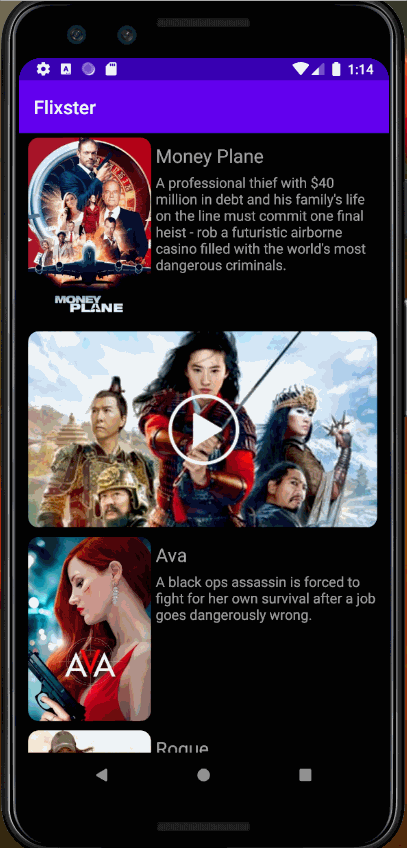 1:14
Flixster
Money Plane
A professional thief with $40
million in debt and his family's life
on the line must commit one final
heist - rob a futuristic airborne
casino filled with the world's most
dangerous criminals.
MONEY
PLANE
Ava
A black ops assassin is forced to
fight for her own survival after a job
goes dangerously wrong.
AVA
Rogue